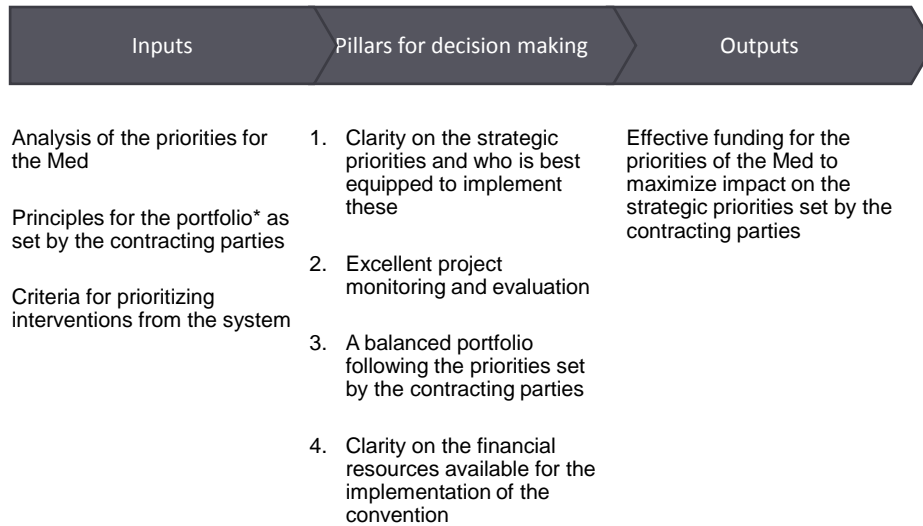 Inputs
Pillars for decision making
Outputs
Analysis of the priorities for
the Med
Principles for the portfolio* as
set by the contracting parties
Criteria for prioritizing
interventions from the system
1. Clarity on the strategic
priorities and who is best
equipped to implement
these
2. Excellent project
monitoring and evaluation
3. A balanced portfolio
following the priorities set
by the contracting parties
4. Clarity on the financial
resources available for the
implementation of the
convention
Effective funding for the
priorities of the Med to
maximize impact on the
strategic priorities set by the
contracting parties